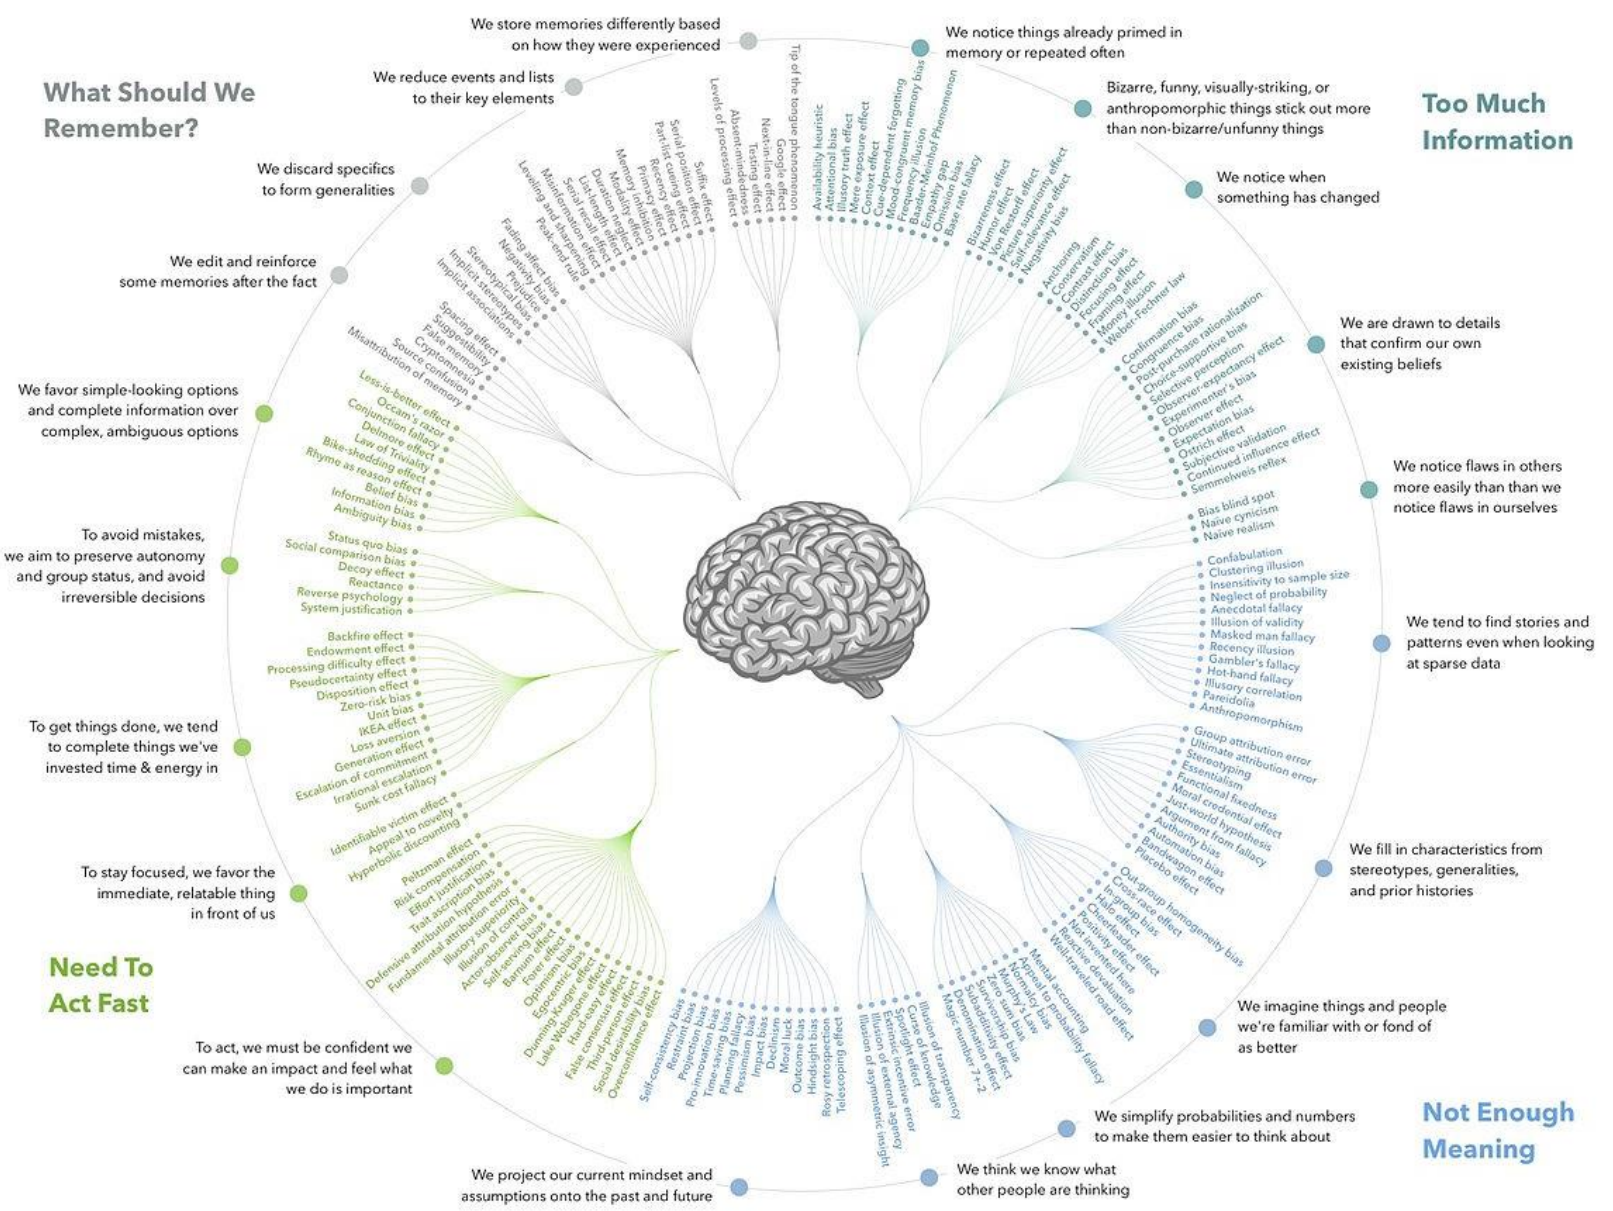 We store memories differently based
on how they were experienced
We reduce events and lists
to their key elements
What Should We
Remember?
We discard specifics
to form generalities
We edit and reinforce
some memories after the fact
We notice things already primed in
memory or repeated often
Bizarre, funny, visually-striking, or
anthropomorphic things stick out more
than non-bizarre/unfunny things
Too Much
Information
We notice when
something has changed
We are drawn to details
that confirm our own
existing beliefs
We notice flaws in others
more easily than than we
notice flaws in ourselves
We tend to find stories and
patterns even when looking
at sparse data
We fill in characteristics from
stereotypes, generalities,
and prior histories
We imagine things and people
we're familiar with or fond of
as better
We simplify probabilities and numbers
to make them easier to think about
Not Enough
Meaning
We think we know what
other people are thinking
We project our current mindset and
assumptions onto the past and future
To act, we must be confident we
can make an impact and feel what
we do is important
Need To
Act Fast
To stay focused, we favor the
immediate, relatable thing
in front of us
To get things done, we tend
to complete things we've
invested time & energy in
To avoid mistakes,
we aim to preserve autonomy
and group status, and avoid
irreversible decisions
We favor simple-looking options
and complete information over
complex, ambiguous options
Availability heuristic
Attentional bias
Illusory truth effect
Mere exposure effect
Context effect
Cue-dependent forgetting
Mood-congruent memory bias
Frequency illusion
Baader-Meinhof Phenomenon
Empathy gap
Omission bias
Base rate fallacy
Bizarreness effect
Humor effect
Von Restorff effect
Picture superiority effect
Self-relevance effect
Negativity bias
Anchoring
Conservatism
Contrast effect
Distinction bias
Focusing effect
Framing effect
Money illusion
Weber-Fechner law
Confirmation bias
Congruence bias
Post-purchase rationalization
Choice-supportive bias
Selective perception
Observer-expectancy effect
Experimenter's bias
Observer effect
Expectation bias
Ostrich effect
Subjective validation
Continued influence effect
Semmelweis reflex
Bias blind spot
Naïve cynicism
Naïve realism
Confabulation
Clustering illusion
Insensitivity to sample size
Neglect of probability
Anecdotal fallacy
Illusion of validity
Masked man fallacy
Recency illusion
Gambler's fallacy
Hot-hand fallacy
Illusory correlation
Pareidolia
Anthropomorphism
Group attribution error
Ultimate attribution error
Stereotyping
Essentialism
Functional fixedness
Moral credential effect
Just-world hypothesis
Argument from fallacy
Authority bias
Automation bias
Bandwagon effect
Placebo effect
Out-group homogeneity bias
Cross-race effect
In-group bias
Halo effect
Cheerleader effect
Positivity effect
Not invented here
Reactive devaluation
Well-traveled road effect
Mental accounting
Appeal to probability fallacy
Normalcy bias
Murphy's Law
Zero sum bias
Survivorship bias
Subadditivity effect
Denomination effect
Magic number 7+-2
Illusion of transparency
Curse of knowledge
Spotlight effect
Extrinsic incentive error
Illusion of external agency
Illusion of asymmetric insight
Telescoping effect
Rosy retrospection
Hindsight bias
Outcome bias
Moral luck
Declinism
Impact bias
Pessimism bias
Planning fallacy
Time-saving bias
Pro-innovation bias
Projection bias
Restraint bias
Self-consistency bias
Overconfidence effect
Social desirability bias
Third-person effect
False consensus effect
Hard-easy effect
Lake Wobegone effect
Dunning Kruger effect
Egocentric bias
Optimism bias
Forer effect
Barnum effect
Self-serving bias
Actor-observer bias
Illusion of control
Illusory superiority
Fundamental attribution error
Defensive attribution hypothesis
Trait ascription bias
Effort justification
Risk compensation
Peltzman effect
Hyperbolic discounting
Appeal to novelty
Identifiable victim effect
Sunk cost fallacy
Irrational escalation
Escalation of commitment
Generation effect
Loss aversion
IKEA effect
Unit bias
Zero-risk bias
Disposition effect
Pseudocertainty effect
Processing difficulty effect
Endowment effect
Backfire effect
System justification
Reverse psychology
Reactance
Decoy effect
Social comparison bias
Status quo bias
Ambiguity bias
Information bias
Belief bias
Rhyme as reason effect
Bike-shedding effect
Law of Triviality
Delmore effect
Conjunction fallacy
Occam's razor
Less-is-better effect
Misattribution of memory
Source confusion
Cryptomnesia
False memory
Suggestibility
Spacing effect
Implicit associations
Implicit stereotypes
Stereotypical bias
Prejudice
Negativity bias
Fading affect bias
Peak-end rule
Leveling and sharpening
Misinformation effect
Serial recall effect
List-length effect
Duration neglect
Modality effect
Memory inhibition
Primacy effect
Recency effect
Part-list cueing effect
Serial position effect
Suffix effect
Levels of processing effect
Absent-mindedness
Testing effect
Next-in-line effect
Google effect
Tip of the tongue phenomenon